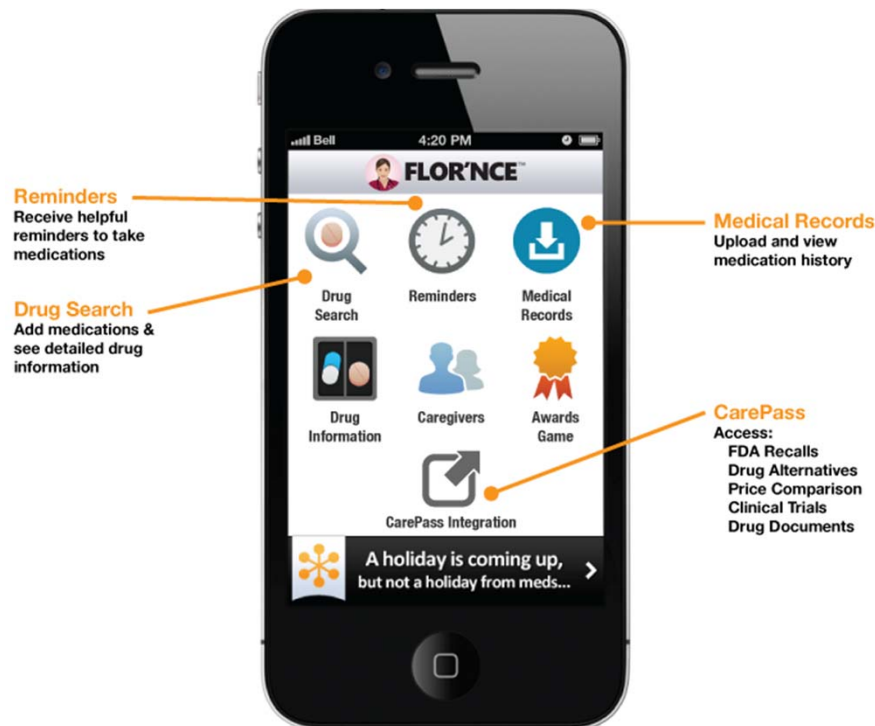 Bell 4:20 PM
FLOR'NCE™
Reminders
Receive helpful
reminders to take
medications
Drug Search
Add medications &
see detailed drug
information
Drug
Search
Reminders
Medical
Records
Drug
Information
Caregivers
Awards
Game
CarePass Integration
A holiday is coming up,
but not a holiday from meds...
Medical Records
Upload and view
medication history
CarePass
Access:
FDA Recalls
Drug Alternatives
Price Comparison
Clinical Trials
Drug Documents